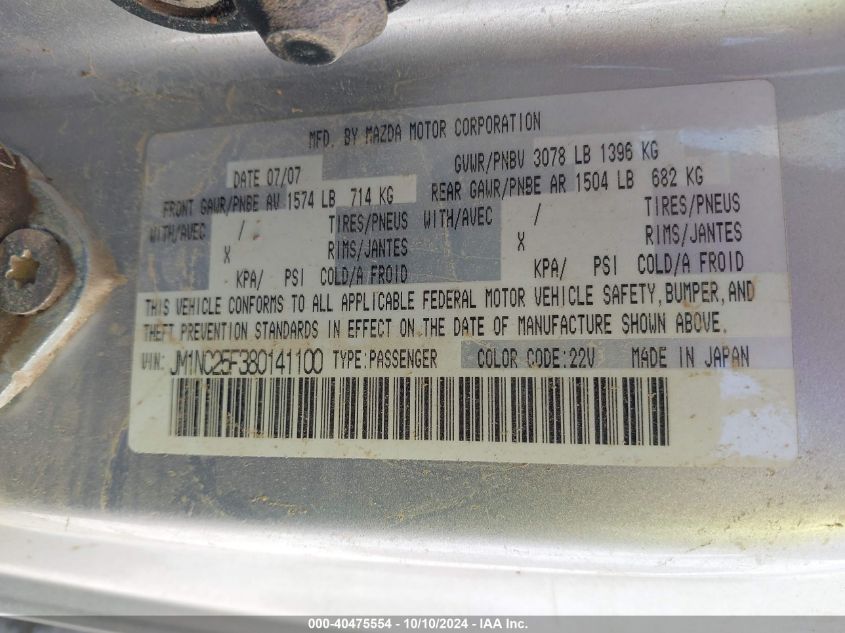 MFD. BY MAZDA MOTOR CORPORATION
DATE 07/07 GVWR/PNBV 3078 LB 1396 KG
FRONT GAWR/PNBE AV 1574 LB 714 KG REAR GAWR/PNBE AR 1504 LB 682 KG
WITH/AVEC / TIRES/PNEUS WITH/AVEC / TIRES/PNEUS
X RIMS/JANTES X RIMS/JANTES
KPA/ PSI COLD/A FROID KPA/ PSI COLD/A FROID
THIS VEHICLE CONFORMS TO ALL APPLICABLE FEDERAL MOTOR VEHICLE SAFETY, BUMPER, AND
THEFT PREVENTION STANDARDS IN EFFECT ON THE DATE OF MANUFACTURE SHOWN ABOVE.
VIN: JM1NC25F380141100 TYPE:PASSENGER COLOR CODE:22V MADE IN JAPAN
000-40475554 - 10/10/2024 - IAA Inc.